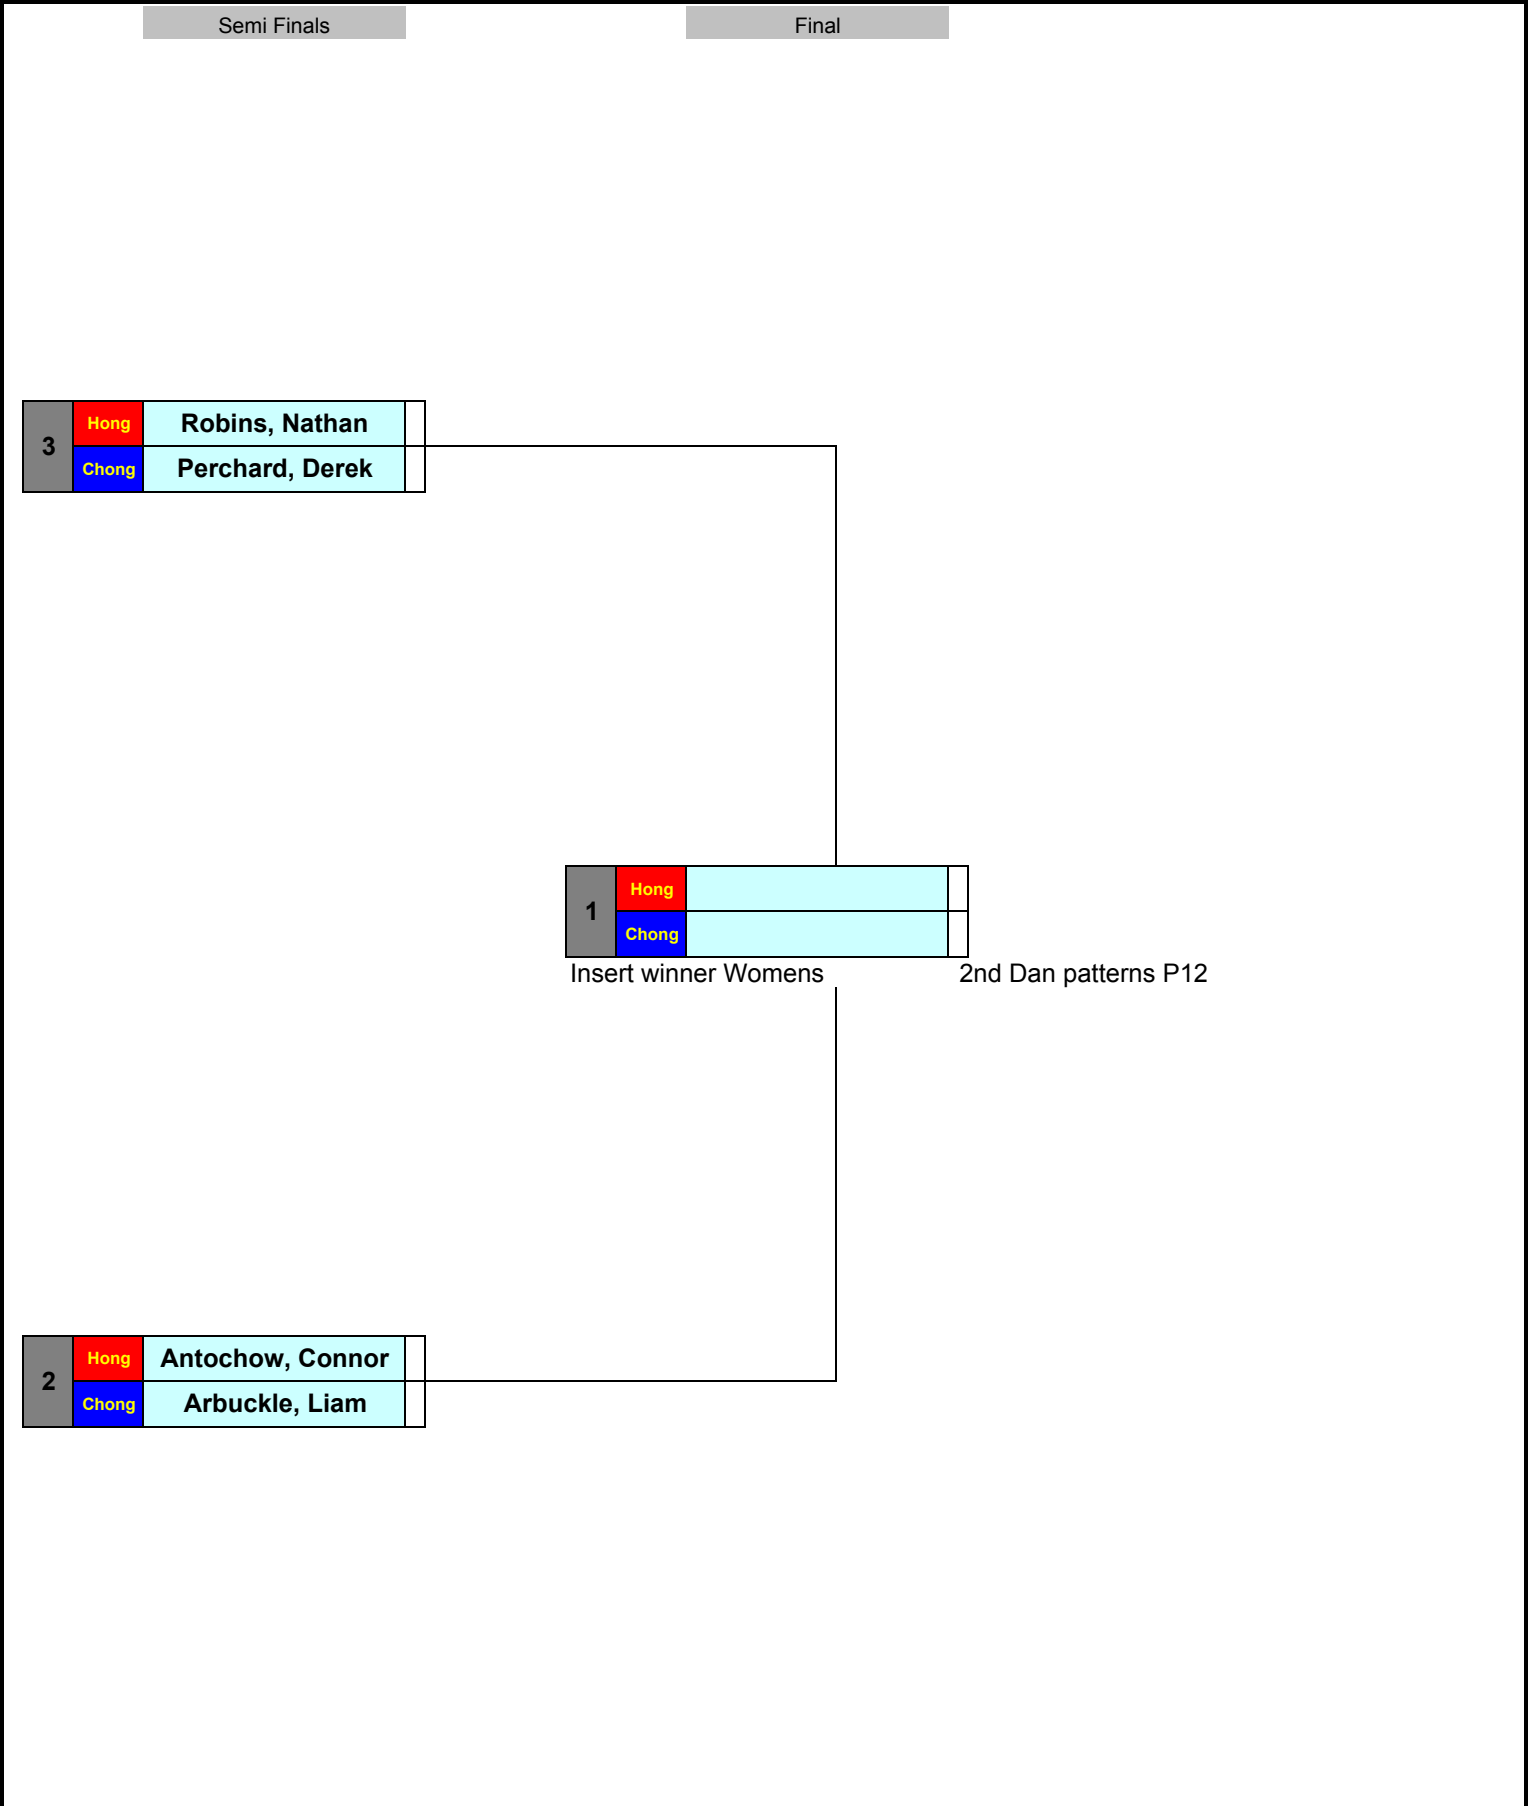 Semi Finals Final
3 Hong Robins, Nathan
Chong Perchard, Derek
1 Hong
Chong
Insert winner Womens 2nd Dan patterns P12
2 Hong Antochow, Connor
Chong Arbuckle, Liam